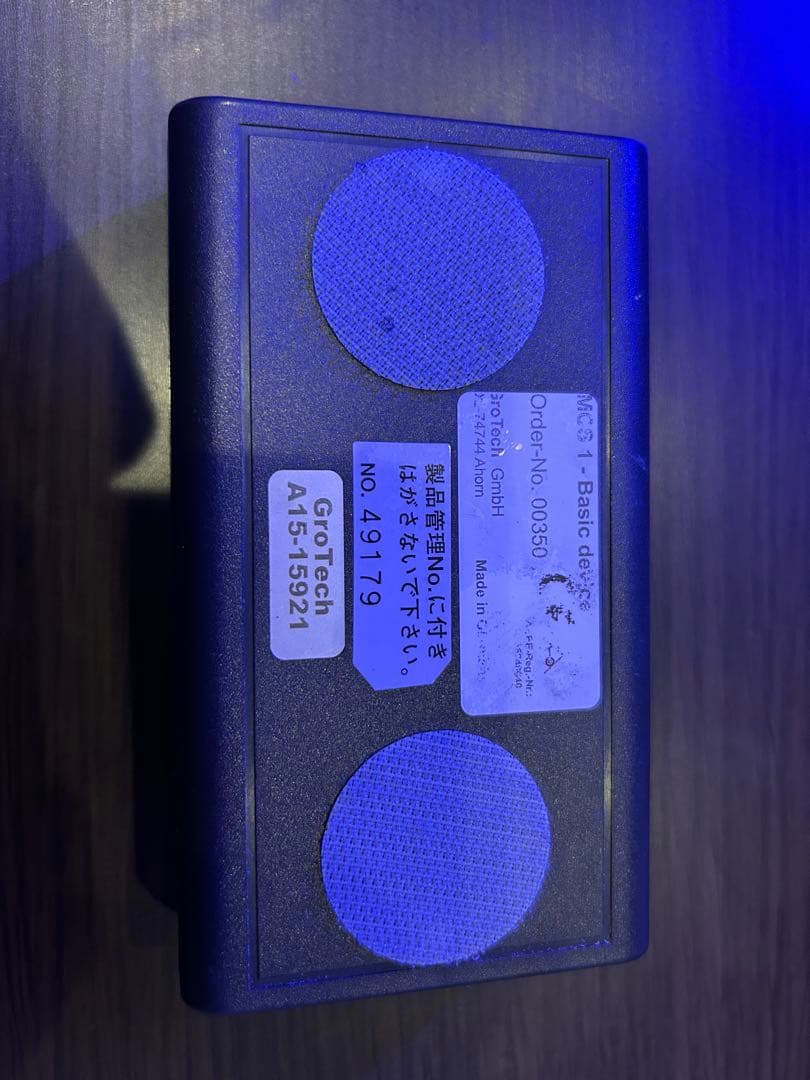 MCS 1 - Basic device
Order-No. 00350
GroTech GmbH
74744 Ahorn
Made in
製品管理No.に付き
はがさないで下さい。
NO. 49179
GroTech
A15-15921